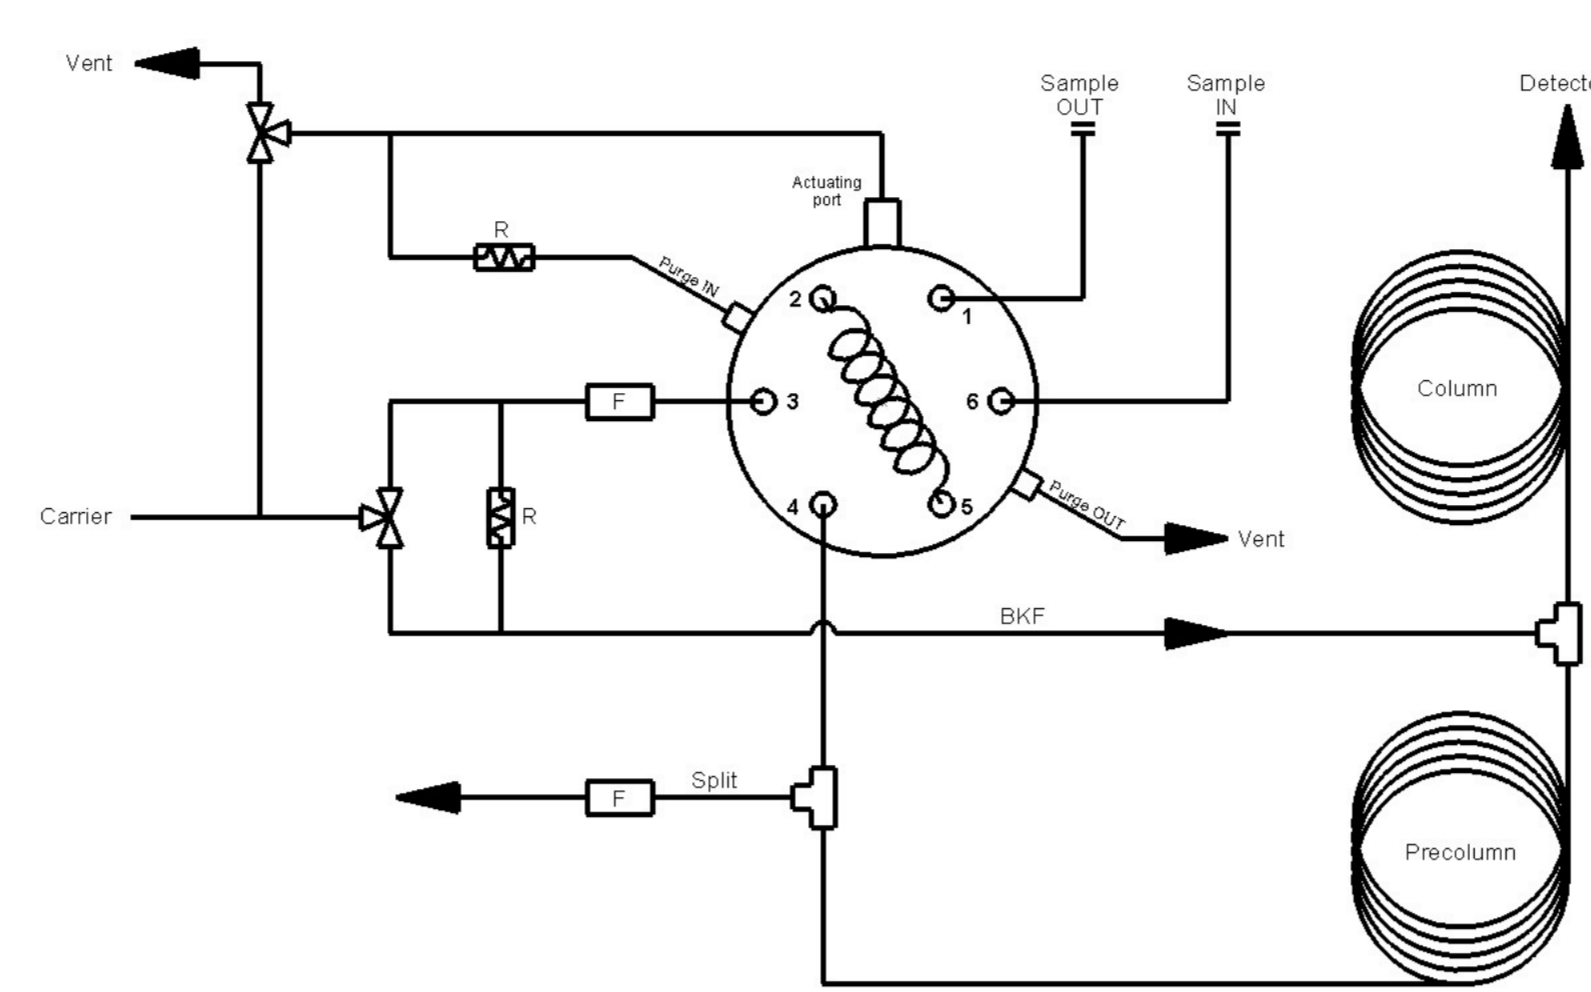 Vent
Sample
OUT
Sample
IN
Detecto
Actuating
port
R
Purge IN
2
1
Column
F
3
6
Carrier
R
4
5
Purge OUT
Vent
BKF
Split
F
Precolumn